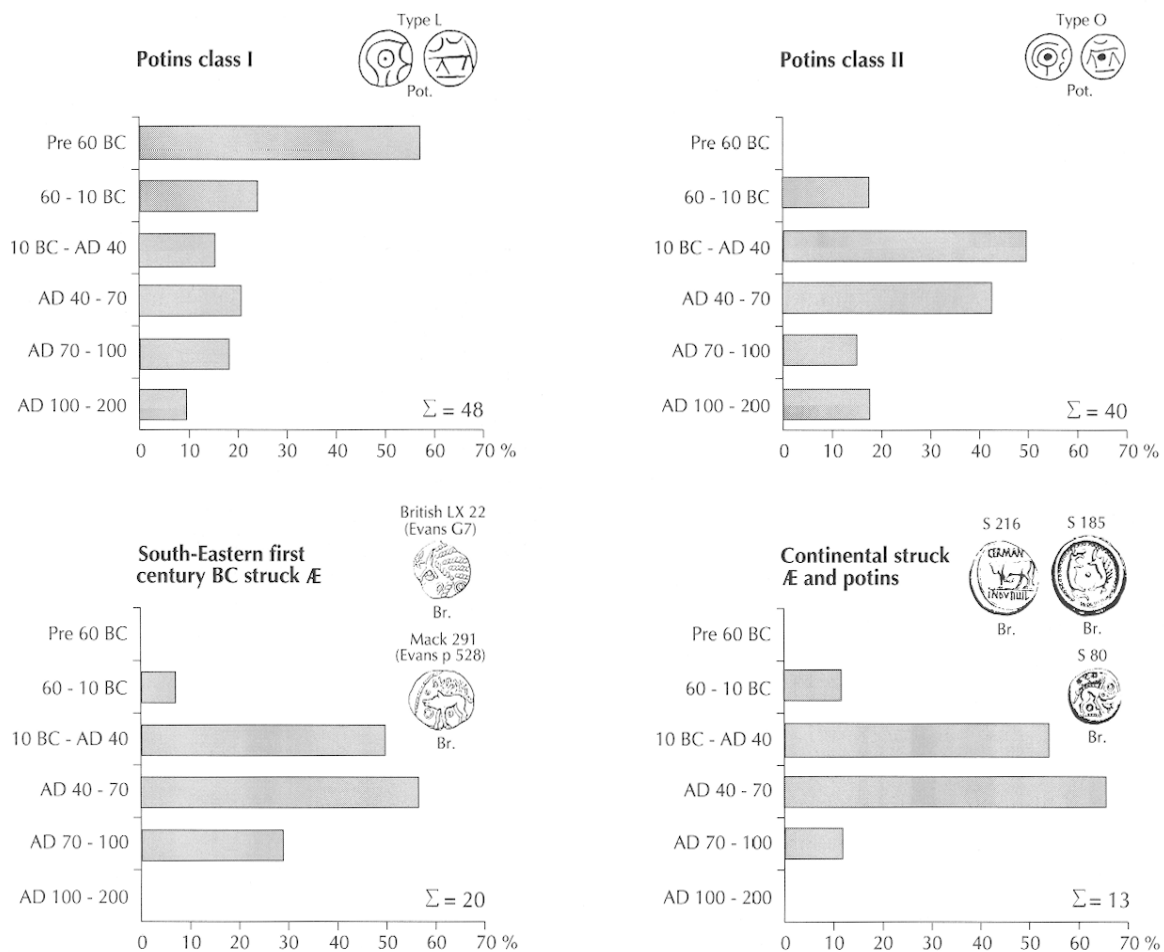 Potins class I
Type L
Pot.
Pre 60 BC
60 - 10 BC
10 BC - AD 40
AD 40 - 70
AD 70 - 100
AD 100 - 200
Σ = 48
0 10 20 30 40 50 60 70 %
Potins class II
Type O
Pot.
Pre 60 BC
60 - 10 BC
10 BC - AD 40
AD 40 - 70
AD 70 - 100
AD 100 - 200
Σ = 40
0 10 20 30 40 50 60 70 %
South-Eastern first
century BC struck Æ
British LX 22
(Evans G7)
Br.
Mack 291
(Evans p 528)
Br.
Pre 60 BC
60 - 10 BC
10 BC - AD 40
AD 40 - 70
AD 70 - 100
AD 100 - 200
Σ = 20
0 10 20 30 40 50 60 70 %
Continental struck
Æ and potins
S 216
GERMAN
INDVTILLI
Br.
S 185
Br.
S 80
Br.
Pre 60 BC
60 - 10 BC
10 BC - AD 40
AD 40 - 70
AD 70 - 100
AD 100 - 200
Σ = 13
0 10 20 30 40 50 60 70 %